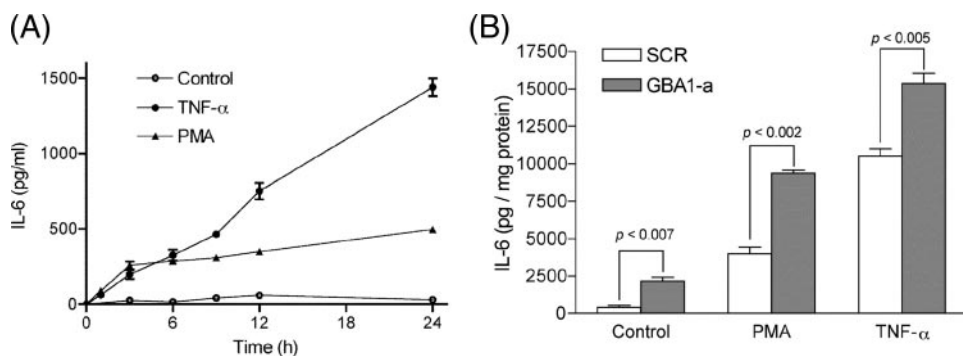 (A)
IL-6 (pg/ml)
1500
1000
500
0
Control
TNF-α
PMA
0 6 12 18 24
Time (h)
(B)
IL-6 (pg / mg protein)
17500
15000
12500
10000
7500
5000
2500
0
SCR
GBA1-a
p < 0.007
p < 0.002
p < 0.005
Control PMA TNF-α